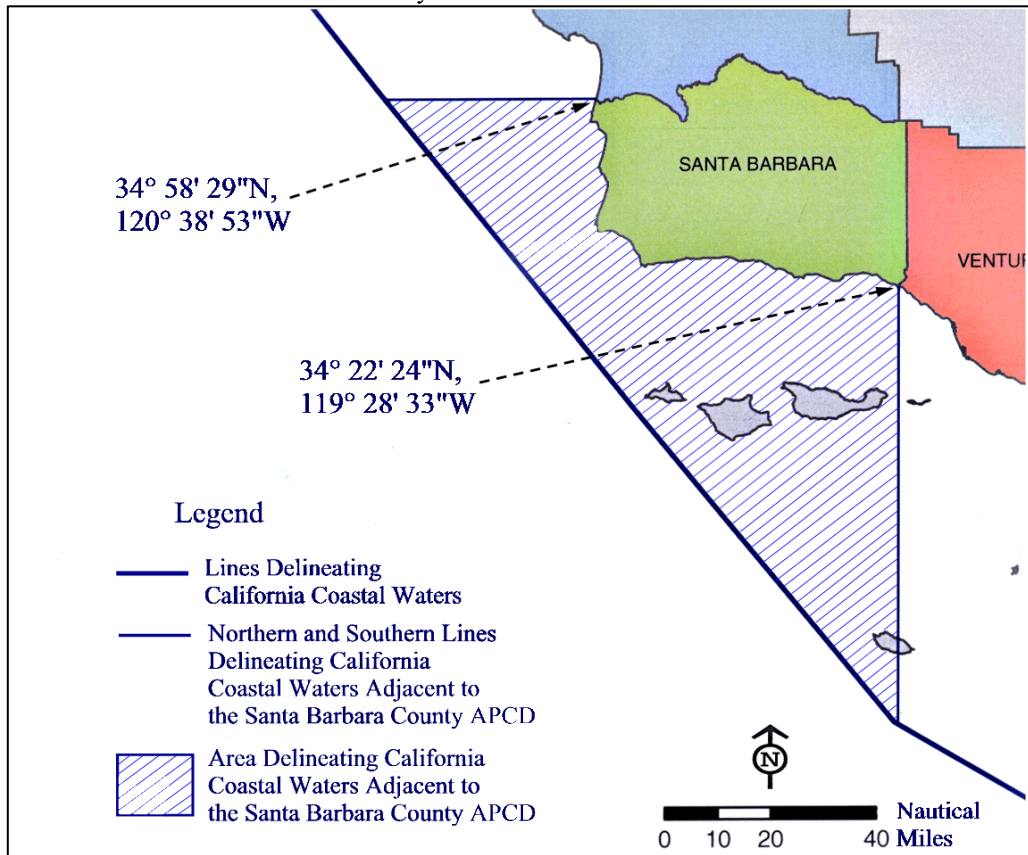 SANTA BARBARA
34° 58' 29"N,
120° 38' 53"W
34° 22' 24"N,
119° 28' 33"W
Legend
Lines Delineating
California Coastal Waters
Northern and Southern Lines
Delineating California
Coastal Waters Adjacent to
the Santa Barbara County APCD
Area Delineating California
Coastal Waters Adjacent to
the Santa Barbara County APCD
N
Nautical
Miles
0 10 20 40